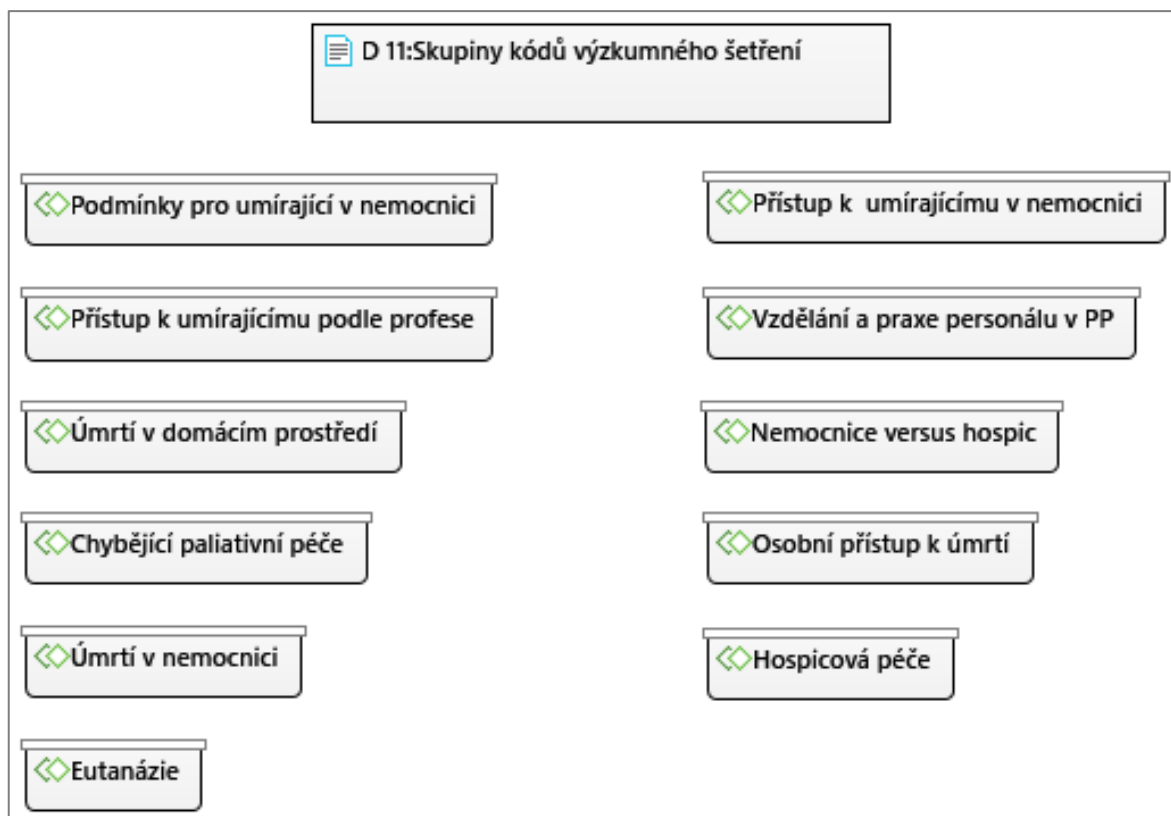 D 11:Skupiny kódů výzkumného šetření
Podmínky pro umírající v nemocnici
Přístup k  umírajícímu v nemocnici
Přístup k umírajícímu podle profese
Vzdělání a praxe personálu v PP
Úmrtí v domácím prostředí
Nemocnice versus hospic
Chybějící paliativní péče
Osobní přístup k úmrtí
Úmrtí v nemocnici
Hospicová péče
Eutanázie